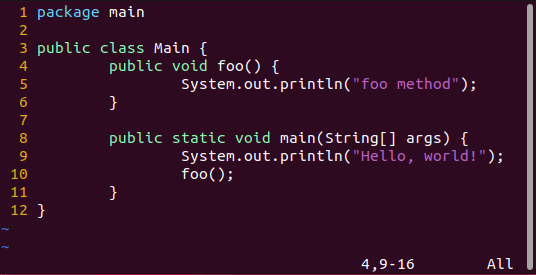 1 package main
2
3 public class Main {
4         public void foo() {
5                 System.out.println("foo method");
6         }
7
8         public static void main(String[] args) {
9                 System.out.println("Hello, world!");
10                 foo();
11         }
12 }
~
~
4,9-16 All